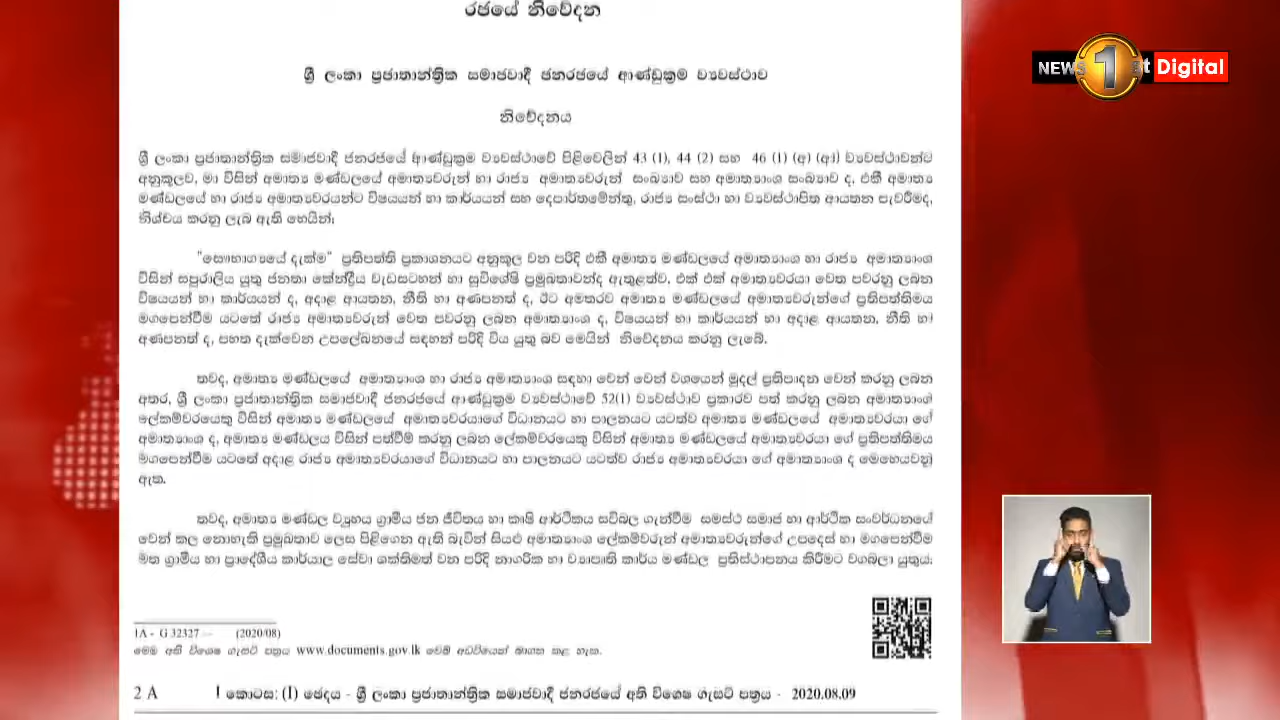 රජයේ නිවේදන
NEWS 1st Digital
ශ්‍රී ලංකා ප්‍රජාතාන්ත්‍රික සමාජවාදී ජනරජයේ ආණ්ඩුක්‍රම ව්‍යවස්ථාව
නිවේදනය
ශ්‍රී ලංකා ප්‍රජාතාන්ත්‍රික සමාජවාදී ජනරජයේ ආණ්ඩුක්‍රම ව්‍යවස්ථාවේ පිළිවෙලින් 43 (1), 44 (2) සහ 46 (1) (අ) (ආ) ව්‍යවස්ථාවන්ට
අනුකූලව, මා විසින් අමාත්‍ය මණ්ඩලයේ අමාත්‍යවරුන් හා රාජ්‍ය අමාත්‍යවරුන් සංඛ්‍යාව සහ අමාත්‍යාංශ සංඛ්‍යාව ද, එකී අමාත්‍ය
මණ්ඩලයේ හා රාජ්‍ය අමාත්‍යවරයන්ට විෂයයන් හා කාර්යයන් සහ දෙපාර්තමේන්තු, රාජ්‍ය සංස්ථා හා ව්‍යවස්ථාපිත ආයතන පැවරීමද,
නිශ්චය කරනු ලැබ ඇති හෙයින්;
"සෞභාග්‍යයේ දැක්ම" ප්‍රතිපත්ති ප්‍රකාශනයට අනුකූල වන පරිදි එකී අමාත්‍ය මණ්ඩලයේ අමාත්‍යාංශ හා රාජ්‍ය අමාත්‍යාංශ
විසින් සපුරාලිය යුතු ජනතා කේන්ද්‍රීය වැඩසටහන් හා සුවිශේෂි ප්‍රමුඛතාවන්ද ඇතුළත්ව, එක් එක් අමාත්‍යවරයා වෙත පවරනු ලබන
විෂයයන් හා කාර්යයන් ද, අදාළ ආයතන, නීති හා අණපනත් ද, ඊට අමතරව අමාත්‍ය මණ්ඩලයේ අමාත්‍යවරුන්ගේ ප්‍රතිපත්තිමය
මගපෙන්වීම යටතේ රාජ්‍ය අමාත්‍යවරුන් වෙත පවරනු ලබන අමාත්‍යාංශ ද, විෂයයන් හා කාර්යයන් හා අදාළ ආයතන, නීති හා
අණපනත් ද, පහත දැක්වෙන උපලේඛනයේ සඳහන් පරිදි විය යුතු බව මෙයින් නිවේදනය කරනු ලැබේ.
තවද, අමාත්‍ය මණ්ඩලයේ අමාත්‍යාංශ හා රාජ්‍ය අමාත්‍යාංශ සඳහා වෙන් වෙන් වශයෙන් මුදල් ප්‍රතිපාදන වෙන් කරනු ලබන
අතර, ශ්‍රී ලංකා ප්‍රජාතාන්ත්‍රික සමාජවාදී ජනරජයේ ආණ්ඩුක්‍රම ව්‍යවස්ථාවේ 52(1) ව්‍යවස්ථාව ප්‍රකාරව පත් කරනු ලබන අමාත්‍යාංශ
ලේකම්වරයෙකු විසින් අමාත්‍ය මණ්ඩලයේ අමාත්‍යවරයාගේ විධානයට හා පාලනයට යටත්ව අමාත්‍ය මණ්ඩලයේ අමාත්‍යවරයා ගේ
අමාත්‍යාංශ ද, අමාත්‍ය මණ්ඩලය විසින් පත්වීම් කරනු ලබන ලේකම්වරයෙකු විසින් අමාත්‍ය මණ්ඩලයේ අමාත්‍යවරයා ගේ ප්‍රතිපත්තිමය
මගපෙන්වීම යටතේ අදාළ රාජ්‍ය අමාත්‍යවරයාගේ විධානයට හා පාලනයට යටත්ව රාජ්‍ය අමාත්‍යවරයා ගේ අමාත්‍යාංශ ද මෙහෙයවනු
ඇත.
තවද, අමාත්‍ය මණ්ඩල ව්‍යුහය ග්‍රාමීය ජන ජීවිතය හා කෘෂි ආර්ථිකය සවිබල ගැන්වීම සමස්ථ සමාජ හා ආර්ථික සංවර්ධනයේ
වෙන් කල නොහැකි ප්‍රමුඛතාව ලෙස පිළිගෙන ඇති බැවින් සියළු අමාත්‍යාංශ ලේකම්වරුන් අමාත්‍යවරුන්ගේ උපදෙස් හා මගපෙන්වීම
මත ග්‍රාමීය හා ප්‍රාදේශීය කාර්යාල සේවා ශක්තිමත් වන පරිදි නාගරික හා ව්‍යාපෘති කාර්ය මණ්ඩල ප්‍රතිස්ථාපනය කිරීමට වගබලා යුතුය.
1A - G 32327 — (2020/08)
මෙම අති විශෙෂ ගැසට් පත්‍රය www.documents.gov.lk වෙබ් අඩවියෙන් බාගත කළ හැක.
2 A I කොටස: (I) ඡෙදය - ශ්‍රී ලංකා ප්‍රජාතාන්ත්‍රික සමාජවාදී ජනරජයේ අති විශෙෂ ගැසට් පත්‍රය - 2020.08.09